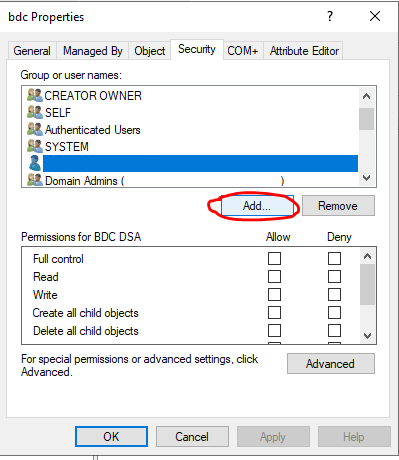 bdc Properties ? ×
General Managed By Object Security COM+ Attribute Editor
Group or user names:
CREATOR OWNER
SELF
Authenticated Users
SYSTEM
Domain Admins ( )
Add... Remove
Permissions for BDC DSA Allow Deny
Full control
Read
Write
Create all child objects
Delete all child objects
For special permissions or advanced settings, click
Advanced.
Advanced
OK Cancel Apply Help